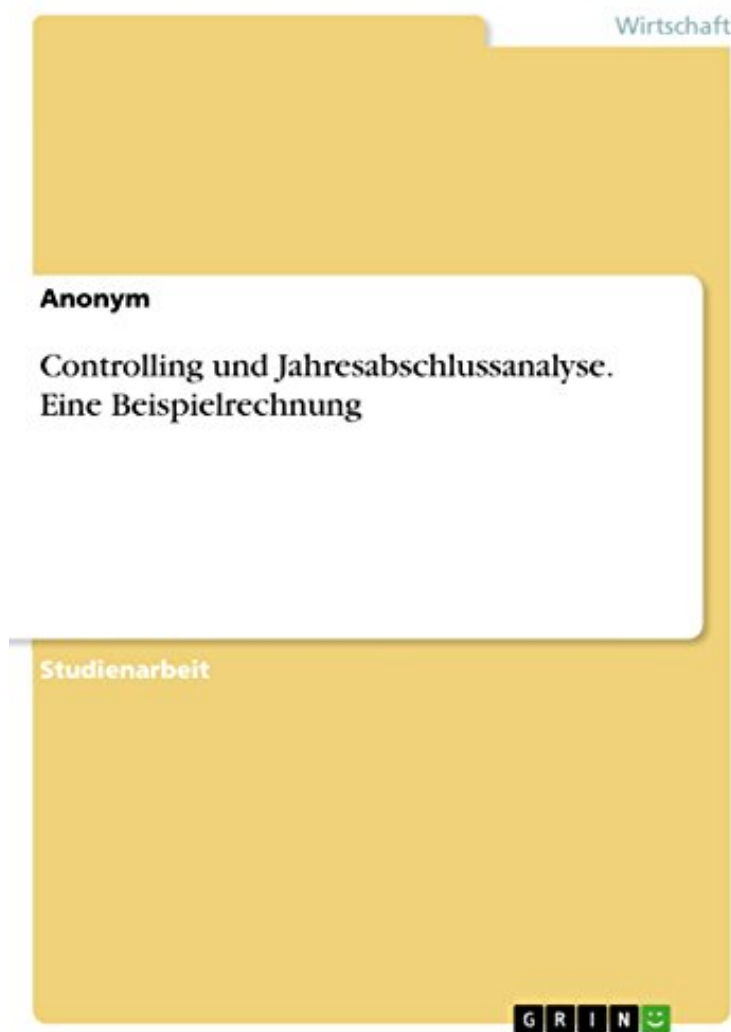 Wirtschaft
Anonym
Controlling und Jahresabschlussanalyse.
Eine Beispielrechnung
Studienarbeit
GRIN